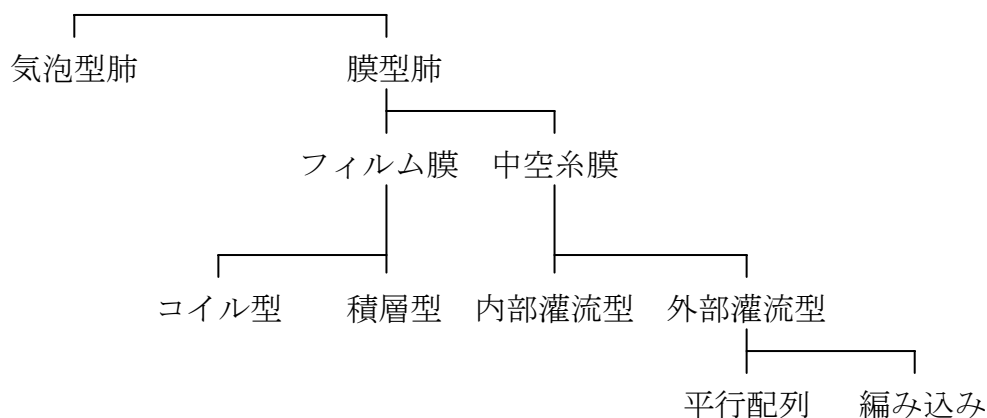 気泡型肺 膜型肺
フィルム膜 中空糸膜
コイル型 積層型 内部灌流型 外部灌流型
平行配列 編み込み